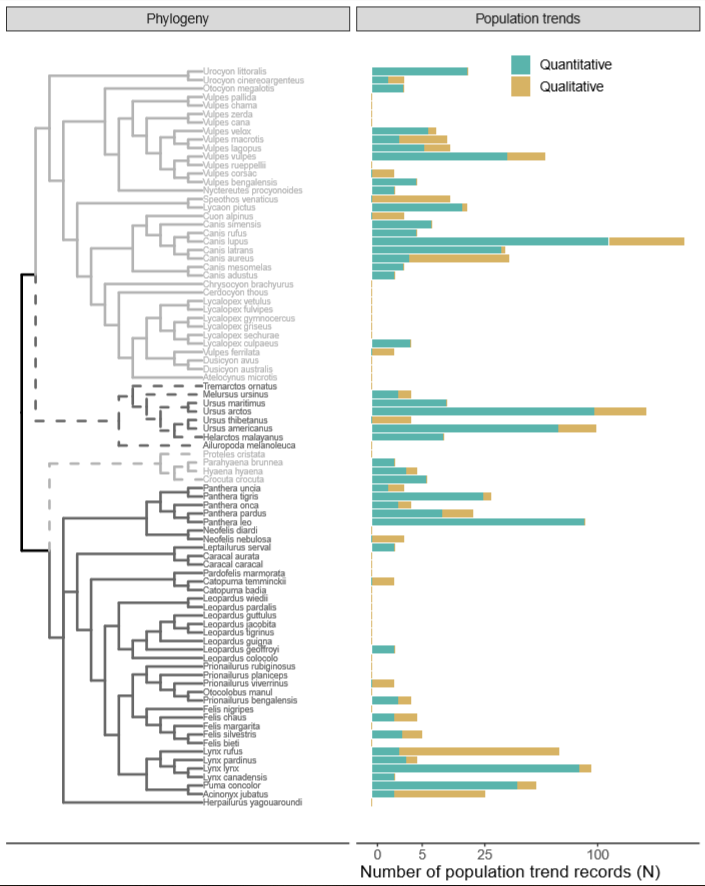 Phylogeny
Population trends
Quantitative
Qualitative
Urocyon littoralis
Urocyon cinereoargenteus
Otocyon megalotis
Vulpes pallida
Vulpes chama
Vulpes zerda
Vulpes cana
Vulpes velox
Vulpes macrotis
Vulpes lagopus
Vulpes vulpes
Vulpes rueppellii
Vulpes corsac
Vulpes bengalensis
Nyctereutes procyonoides
Speothos venaticus
Lycaon pictus
Cuon alpinus
Canis simensis
Canis rufus
Canis lupus
Canis latrans
Canis aureus
Canis mesomelas
Canis adustus
Chrysocyon brachyurus
Cerdocyon thous
Lycalopex vetulus
Lycalopex fulvipes
Lycalopex gymnocercus
Lycalopex griseus
Lycalopex sechurae
Lycalopex culpaeus
Vulpes ferrilata
Dusicyon avus
Dusicyon australis
Atelocynus microtis
Tremarctos ornatus
Melursus ursinus
Ursus maritimus
Ursus arctos
Ursus thibetanus
Ursus americanus
Helarctos malayanus
Ailuropoda melanoleuca
Proteles cristata
Parahyaena brunnea
Hyaena hyaena
Crocuta crocuta
Panthera uncia
Panthera tigris
Panthera onca
Panthera pardus
Panthera leo
Neofelis diardi
Neofelis nebulosa
Leptailurus serval
Caracal aurata
Caracal caracal
Pardofelis marmorata
Catopuma temminckii
Catopuma badia
Leopardus wiedii
Leopardus pardalis
Leopardus guttulus
Leopardus jacobita
Leopardus tigrinus
Leopardus guigna
Leopardus geoffroyi
Leopardus colocolo
Prionailurus rubiginosus
Prionailurus planiceps
Prionailurus viverrinus
Otocolobus manul
Prionailurus bengalensis
Felis nigripes
Felis chaus
Felis margarita
Felis silvestris
Felis bieti
Lynx rufus
Lynx pardinus
Lynx lynx
Lynx canadensis
Puma concolor
Acinonyx jubatus
Herpailurus yagouaroundi
0 5 25 100
Number of population trend records (N)